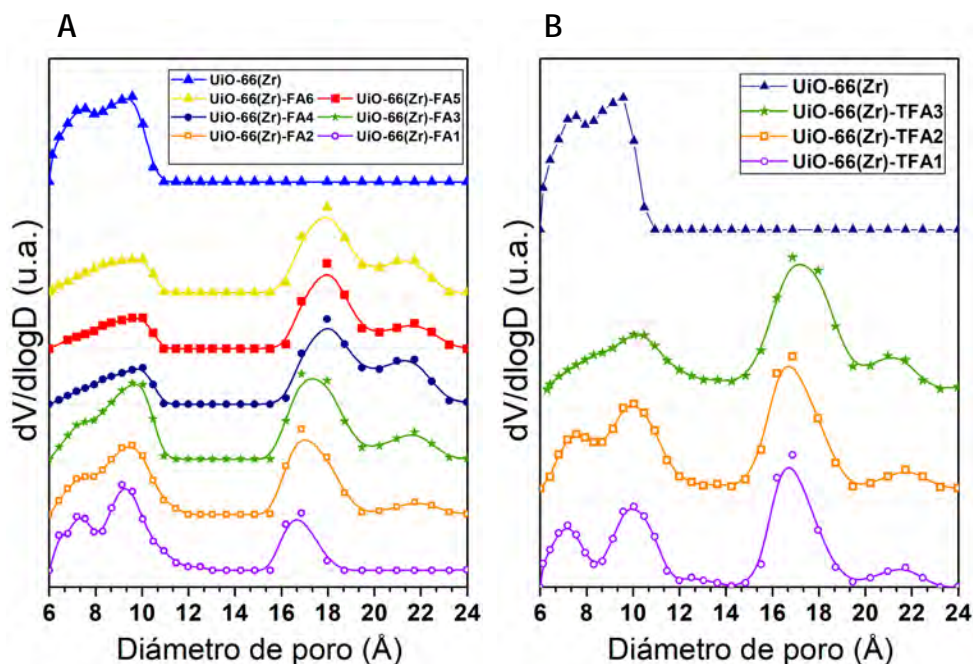 A
B
UiO-66(Zr)
UiO-66(Zr)-FA6
UiO-66(Zr)-FA5
UiO-66(Zr)-FA4
UiO-66(Zr)-FA3
UiO-66(Zr)-FA2
UiO-66(Zr)-FA1
dV/dlogD (u.a.)
6 8 10 12 14 16 18 20 22 24
Diámetro de poro (Å)
UiO-66(Zr)
UiO-66(Zr)-TFA3
UiO-66(Zr)-TFA2
UiO-66(Zr)-TFA1
dV/dlogD (u.a.)
6 8 10 12 14 16 18 20 22 24
Diámetro de poro (Å)